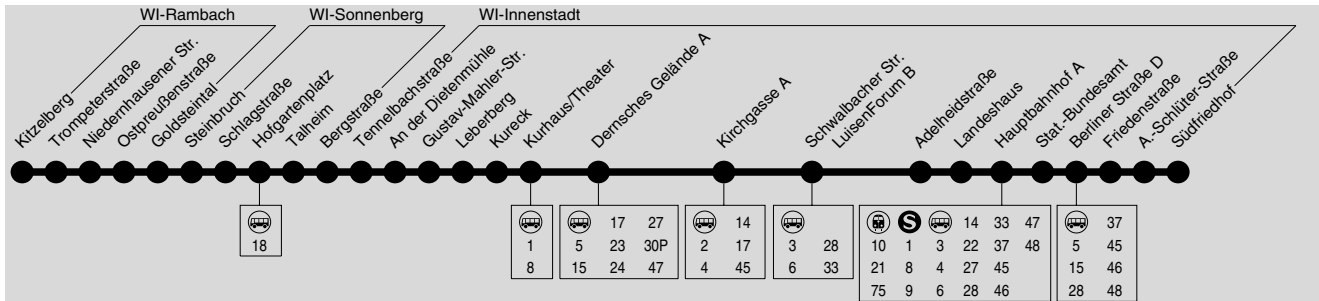 WI-Rambach
WI-Sonnenberg
WI-Innenstadt
Kitzelberg
Trompeterstraße
Niedernhausener Str.
Ostpreußenstraße
Goldsteintal
Steinbruch
Schlagstraße
Hofgartenplatz
Talheim
Bergstraße
Tennelbachstraße
An der Dietenmühle
Gustav-Mahler-Str.
Leberberg
Kureck
Kurhaus/Theater
Dernsches Gelände A
Kirchgasse A
Schwalbacher Str.
LuisenForum B
Adelheidstraße
Landeshaus
Hauptbahnhof A
Stat.-Bundesamt
Berliner Straße D
Friedenstraße
A.-Schlüter-Straße
Südfriedhof
18
1
8
17 27
5 23 30P
15 24 47
14
2 17
4 45
3 28
6 33
S 14 33 47
10 1 3 22 37 48
21 8 4 27 45
75 9 6 28 46
37
5 45
15 46
28 48